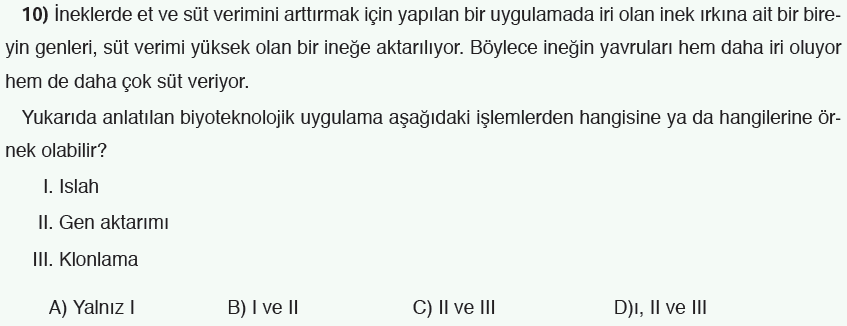 10) İneklerde et ve süt verimini arttırmak için yapılan bir uygulamada iri olan inek ırkına ait bir bire-
yin genleri, süt verimi yüksek olan bir ineğe aktarılıyor. Böylece ineğin yavruları hem daha iri oluyor
hem de daha çok süt veriyor.
Yukarıda anlatılan biyoteknolojik uygulama aşağıdaki işlemlerden hangisine ya da hangilerine ör-
nek olabilir?
I. Islah
II. Gen aktarımı
III. Klonlama
A) Yalnız I B) I ve II C) II ve III D)ı, II ve III